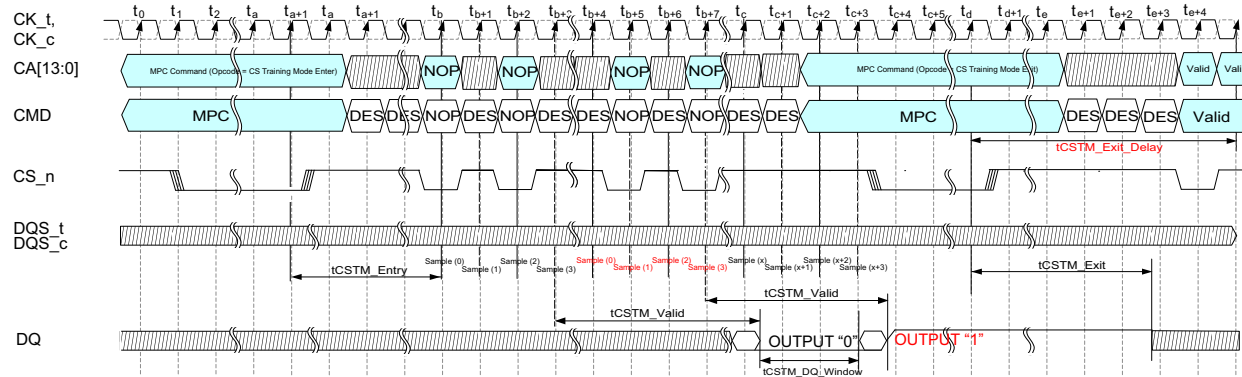 t0 t1 t2 ta ta+1 ta ta+1 tb tb+1 tb+2 tb+3 tb+4 tb+5 tb+6 tb+7 tc tc+1 tc+2 tc+3 tc+4 tc+5 td td+1 te te+1 te+2 te+3 te+4
CK_t,
CK_c
CA[13:0] MPC Command (Opcode = CS Training Mode Enter) NOP NOP NOP NOP MPC Command (Opcode = CS Training Mode Exit) Valid Vali
CMD MPC DES DES NOP DES NOP DES DES NOP DES NOP DES DES MPC DES DES DES Valid
tCSTM_Exit_Delay
CS_n
DQS_t
DQS_c
Sample (0) Sample (2) Sample (0) Sample (2) Sample (x) Sample (x+2)
Sample (1) Sample (3) Sample (1) Sample (3) Sample (x+1) Sample (x+3)
tCSTM_Entry tCSTM_Exit
tCSTM_Valid
tCSTM_Valid
DQ OUTPUT “0” OUTPUT “1”
tCSTM_DQ_Window